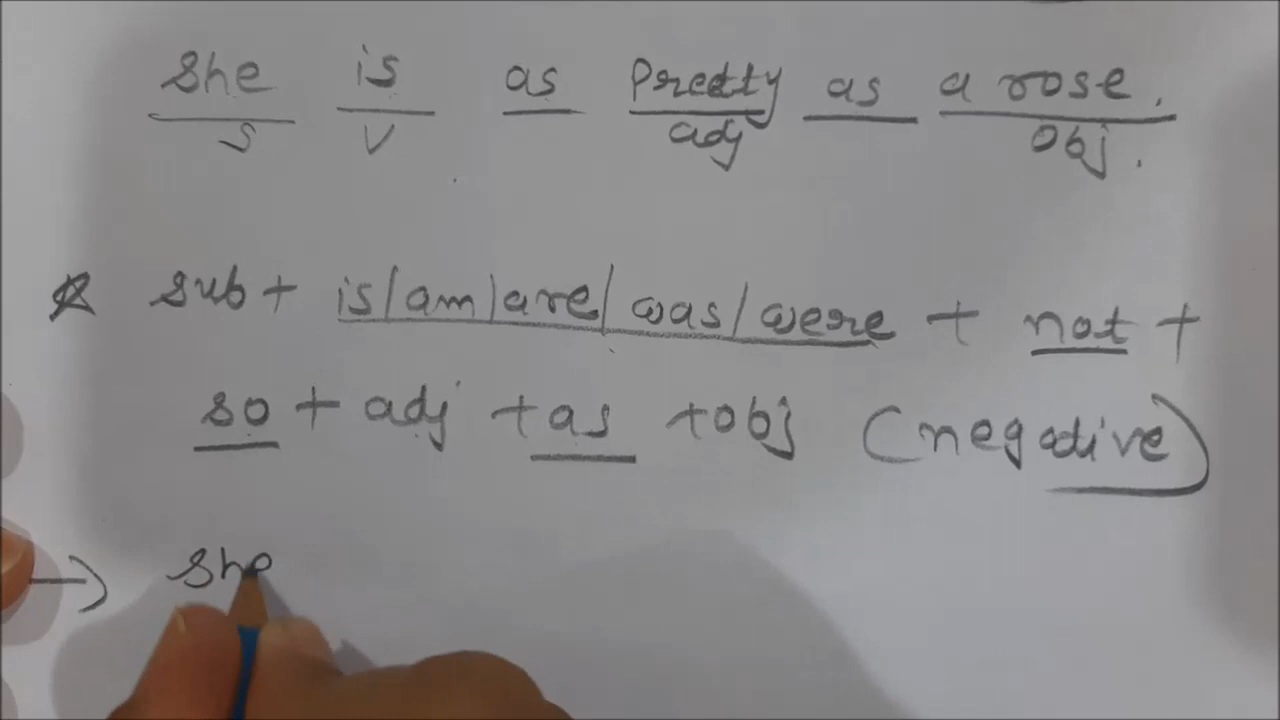 She is as Pretty as a rose.
S V adj obj.
☆ sub + is/am/are/was/were + not +
so + adj + as + obj (negative)
→ She